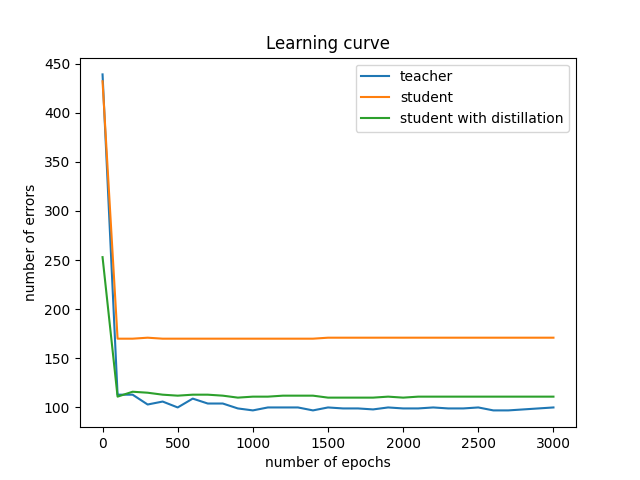 Learning curve
teacher
student
student with distillation
number of errors
450
400
350
300
250
200
150
100
0 500 1000 1500 2000 2500 3000
number of epochs